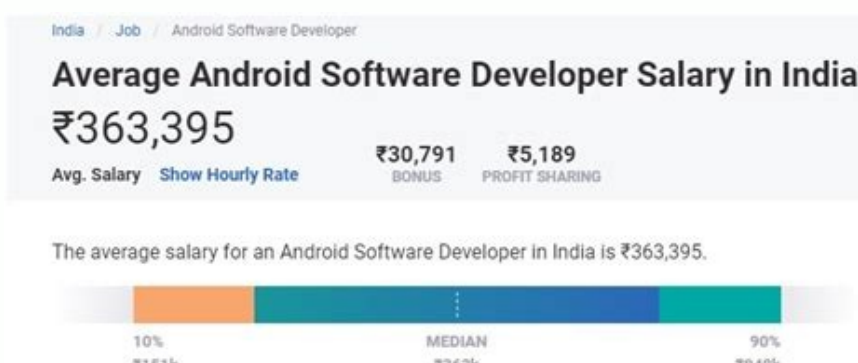 India / Job / Android Software Developer
Average Android Software Developer Salary in India
₹363,395
₹30,791 ₹5,189
Avg. Salary Show Hourly Rate BONUS PROFIT SHARING
The average salary for an Android Software Developer in India is ₹363,395.
10% MEDIAN 90%